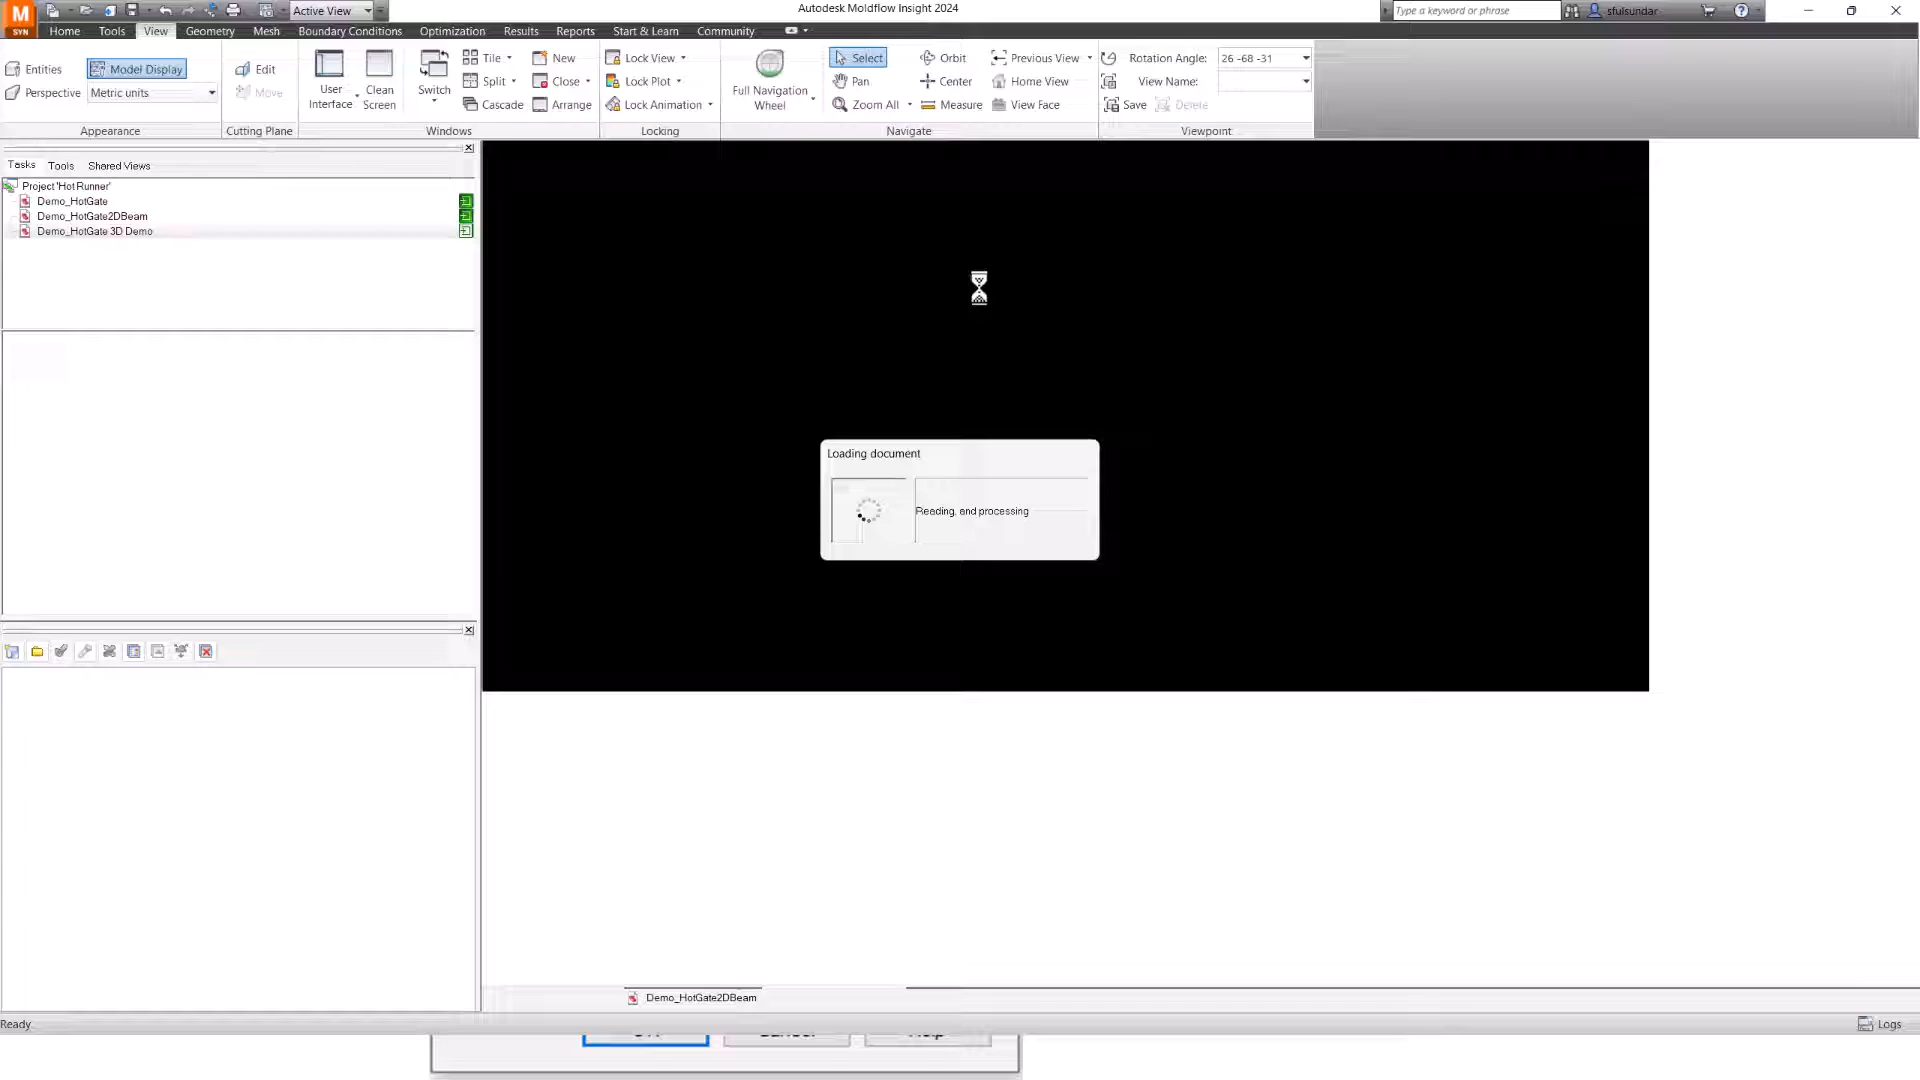 M
SYN
Active View
Autodesk Moldflow Insight 2024
Type a keyword or phrase
sfulsundar
?
Home
Tools
View
Geometry
Mesh
Boundary Conditions
Optimization
Results
Reports
Start & Learn
Community
Entities
Model Display
Perspective
Metric units
Appearance
Edit
Move
Cutting Plane
User
Interface
Clean
Screen
Switch
Tile
Split
Cascade
New
Close
Arrange
Windows
Lock View
Lock Plot
Lock Animation
Locking
Full Navigation
Wheel
Select
Pan
Zoom All
Orbit
Center
Measure
Previous View
Home View
View Face
Navigate
Rotation Angle:
26 -68 -31
View Name:
Save
Delete
Viewpoint
Tasks
Tools
Shared Views
Project 'Hot Runner'
Demo_HotGate
Demo_HotGate2DBeam
Demo_HotGate 3D Demo
Loading document
Reading, and processing
Demo_HotGate2DBeam
Ready
Logs